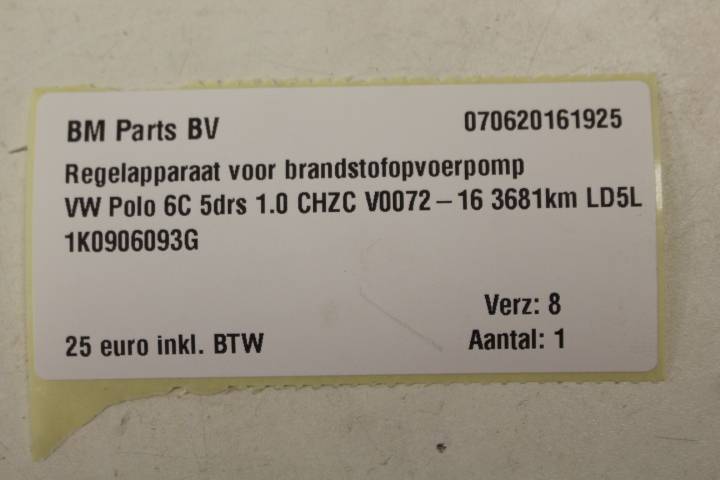 BM Parts BV 070620161925
Regelapparaat voor brandstofopvoerpomp
VW Polo 6C 5drs 1.0 CHZC V0072 – 16 3681km LD5L
1K0906093G
Verz: 8
25 euro inkl. BTW Aantal: 1